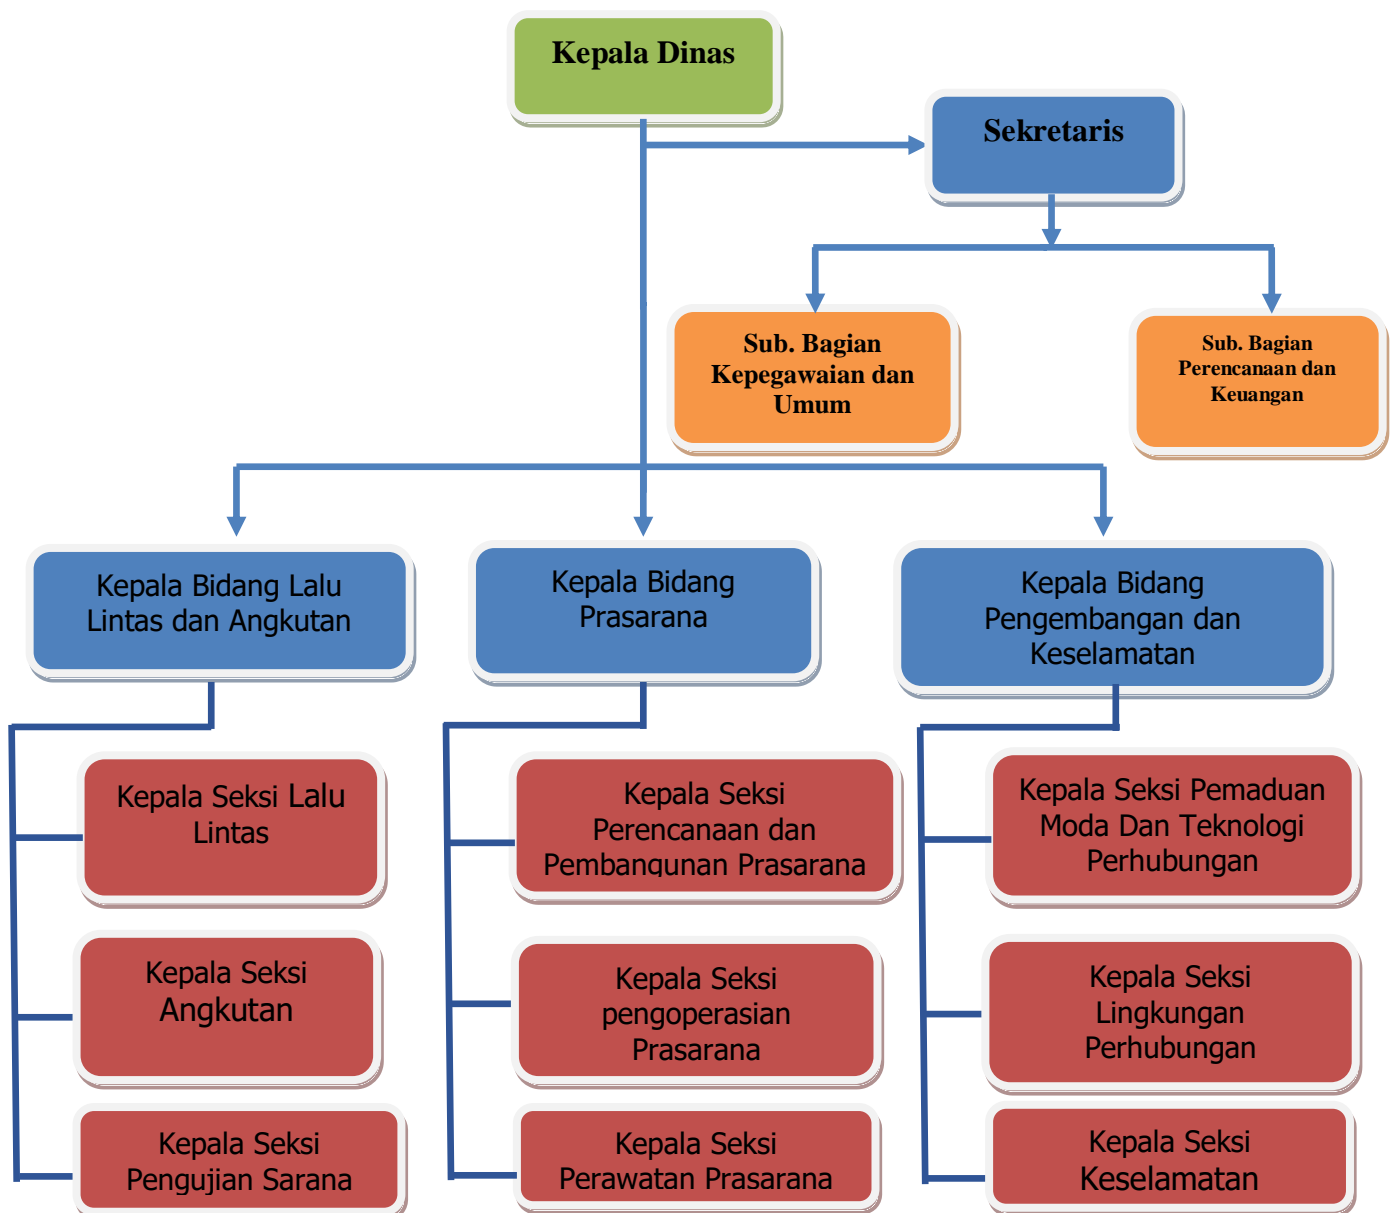 Kepala Dinas
Sekretaris
Sub. Bagian
Kepegawaian dan
Umum
Sub. Bagian
Perencanaan dan
Keuangan
Kepala Bidang Lalu
Lintas dan Angkutan
Kepala Bidang
Prasarana
Kepala Bidang
Pengembangan dan
Keselamatan
Kepala Seksi Lalu
Lintas
Kepala Seksi
Perencanaan dan
Pembangunan Prasarana
Kepala Seksi Pemaduan
Moda Dan Teknologi
Perhubungan
Kepala Seksi
Angkutan
Kepala Seksi
pengoperasian
Prasarana
Kepala Seksi
Lingkungan
Perhubungan
Kepala Seksi
Pengujian Sarana
Kepala Seksi
Perawatan Prasarana
Kepala Seksi
Keselamatan